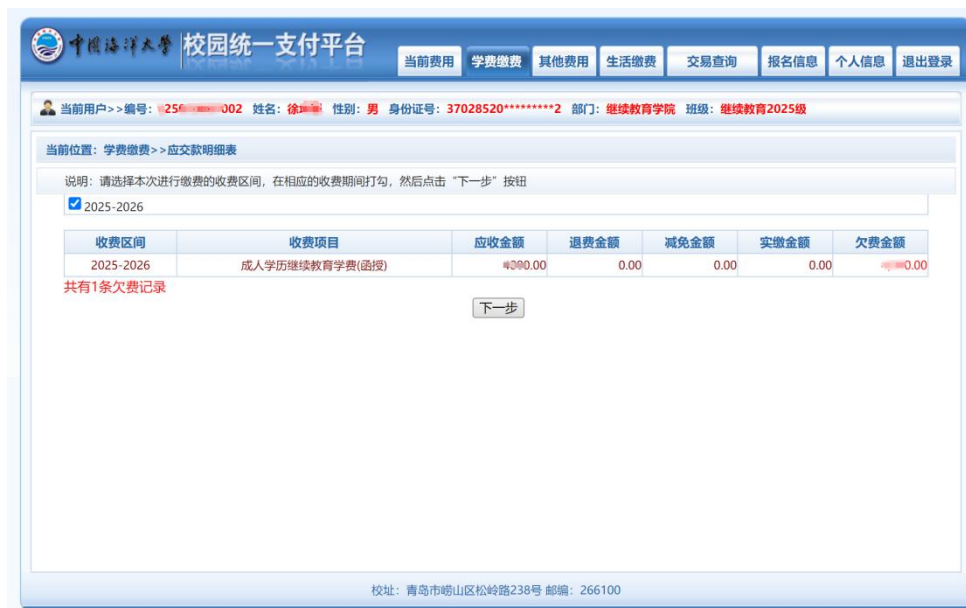 中国海洋大学 校园统一支付平台
当前费用 学费缴费 其他费用 生活缴费 交易查询 报名信息 个人信息 退出登录
当前用户>>编号: 002 姓名: 徐 性别: 男 身份证号: 37028520*********2 部门: 继续教育学院 班级: 继续教育2025级
当前位置: 学费缴费>>应交款明细表
说明: 请选择本次进行缴费的收费区间, 在相应的收费期间打勾, 然后点击 “下一步” 按钮
2025-2026
收费区间 收费项目 应收金额 退费金额 减免金额 实缴金额 欠费金额
2025-2026 成人学历继续教育学费(函授) 0.00 0.00 0.00
共有1条欠费记录
下一步
校址: 青岛市崂山区松岭路238号 邮编: 266100